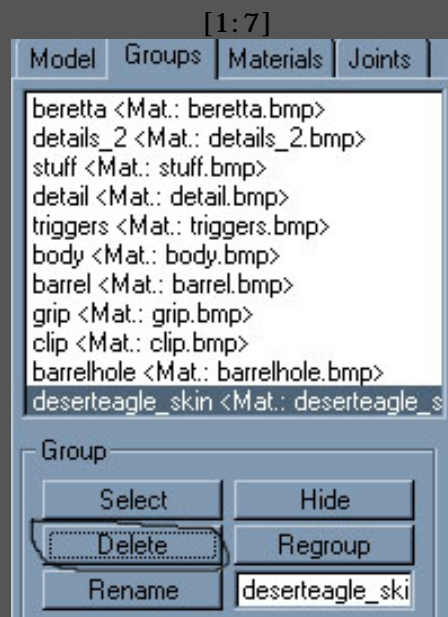 [1:7]
Model Groups Materials Joints
beretta <Mat.: beretta.bmp>
details_2 <Mat.: details_2.bmp>
stuff <Mat.: stuff.bmp>
detail <Mat.: detail.bmp>
triggers <Mat.: triggers.bmp>
body <Mat.: body.bmp>
barrel <Mat.: barrel.bmp>
grip <Mat.: grip.bmp>
clip <Mat.: clip.bmp>
barrelhole <Mat.: barrelhole.bmp>
deserteagle_skin <Mat.: deserteagle_s
Group
Select Hide
Delete Regroup
Rename deserteagle_ski